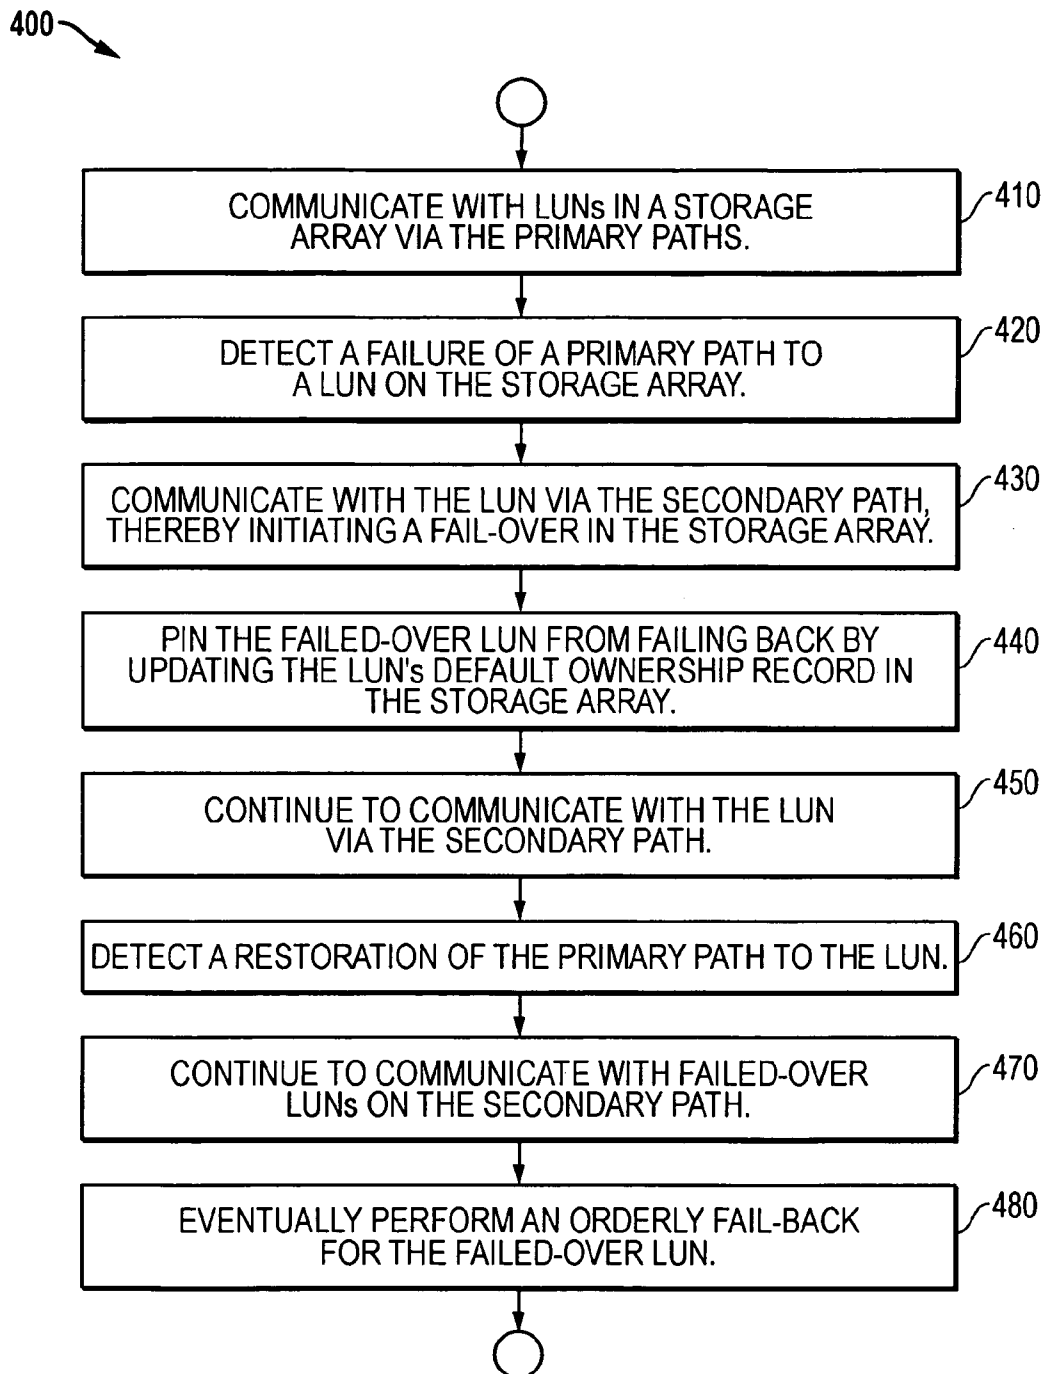 400
COMMUNICATE WITH LUNs IN A STORAGE
ARRAY VIA THE PRIMARY PATHS.
410
DETECT A FAILURE OF A PRIMARY PATH TO
A LUN ON THE STORAGE ARRAY.
420
COMMUNICATE WITH THE LUN VIA THE SECONDARY PATH,
THEREBY INITIATING A FAIL-OVER IN THE STORAGE ARRAY.
430
PIN THE FAILED-OVER LUN FROM FAILING BACK BY
UPDATING THE LUN's DEFAULT OWNERSHIP RECORD IN
THE STORAGE ARRAY.
440
CONTINUE TO COMMUNICATE WITH THE LUN
VIA THE SECONDARY PATH.
450
DETECT A RESTORATION OF THE PRIMARY PATH TO THE LUN.
460
CONTINUE TO COMMUNICATE WITH FAILED-OVER
LUNs ON THE SECONDARY PATH.
470
EVENTUALLY PERFORM AN ORDERLY FAIL-BACK
FOR THE FAILED-OVER LUN.
480